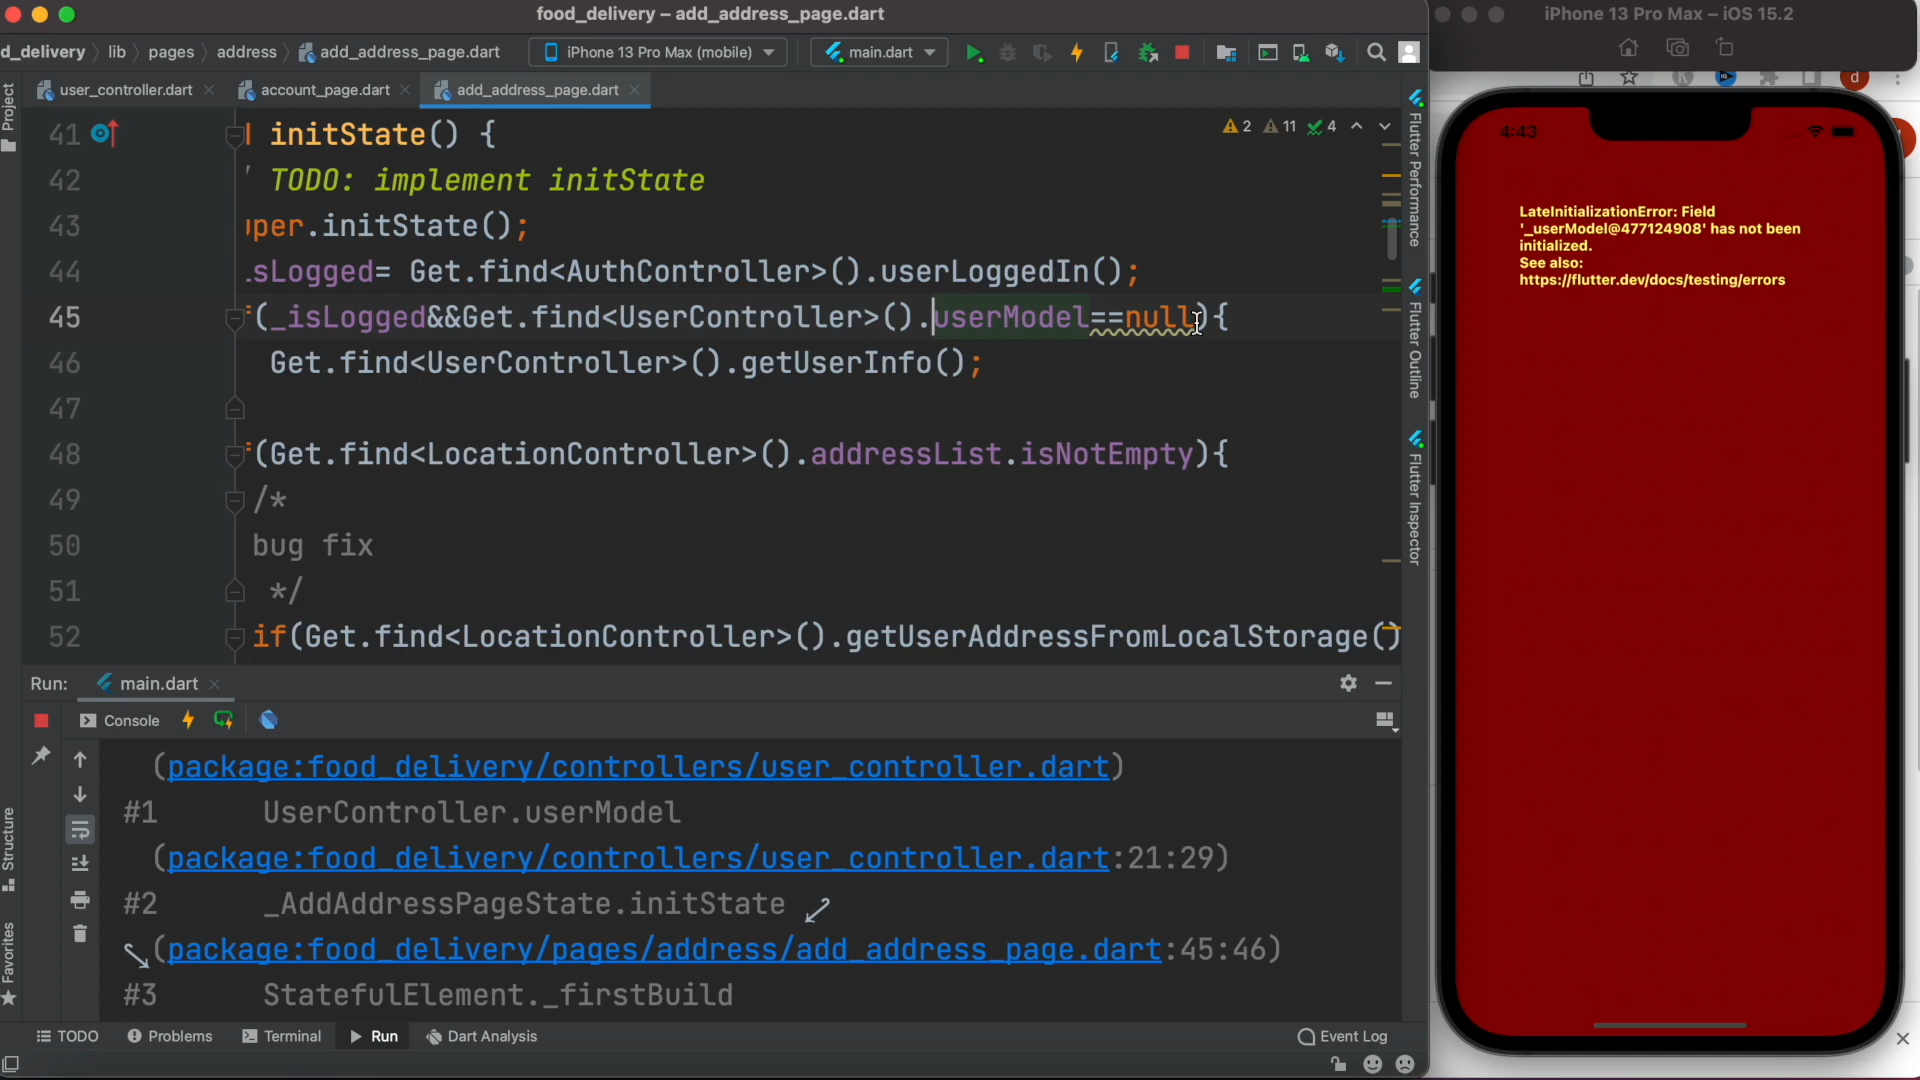 food_delivery – add_address_page.dart
d_delivery
lib
pages
address
add_address_page.dart
iPhone 13 Pro Max (mobile)
main.dart
user_controller.dart
account_page.dart
add_address_page.dart
Project
41 initState() {
42 TODO: implement initState
43 uper.initState();
44 sLogged= Get.find<AuthController>().userLoggedIn();
45 f(_isLogged&&Get.find<UserController>().userModel==null){
46 Get.find<UserController>().getUserInfo();
47
48 f(Get.find<LocationController>().addressList.isNotEmpty){
49 /*
50 bug fix
51 */
52 if(Get.find<LocationController>().getUserAddressFromLocalStorage()
2 11 4
Flutter Performance
Flutter Outline
Flutter Inspector
Run: main.dart
Console
(package:food_delivery/controllers/user_controller.dart)
#1 UserController.userModel
(package:food_delivery/controllers/user_controller.dart:21:29)
#2 _AddAddressPageState.initState
(package:food_delivery/pages/address/add_address_page.dart:45:46)
#3 StatefulElement._firstBuild
Structure
Favorites
TODO
Problems
Terminal
Run
Dart Analysis
Event Log
iPhone 13 Pro Max – iOS 15.2
d
4:43
LateInitializationError: Field
'_userModel@477124908' has not been
initialized.
See also:
https://flutter.dev/docs/testing/errors